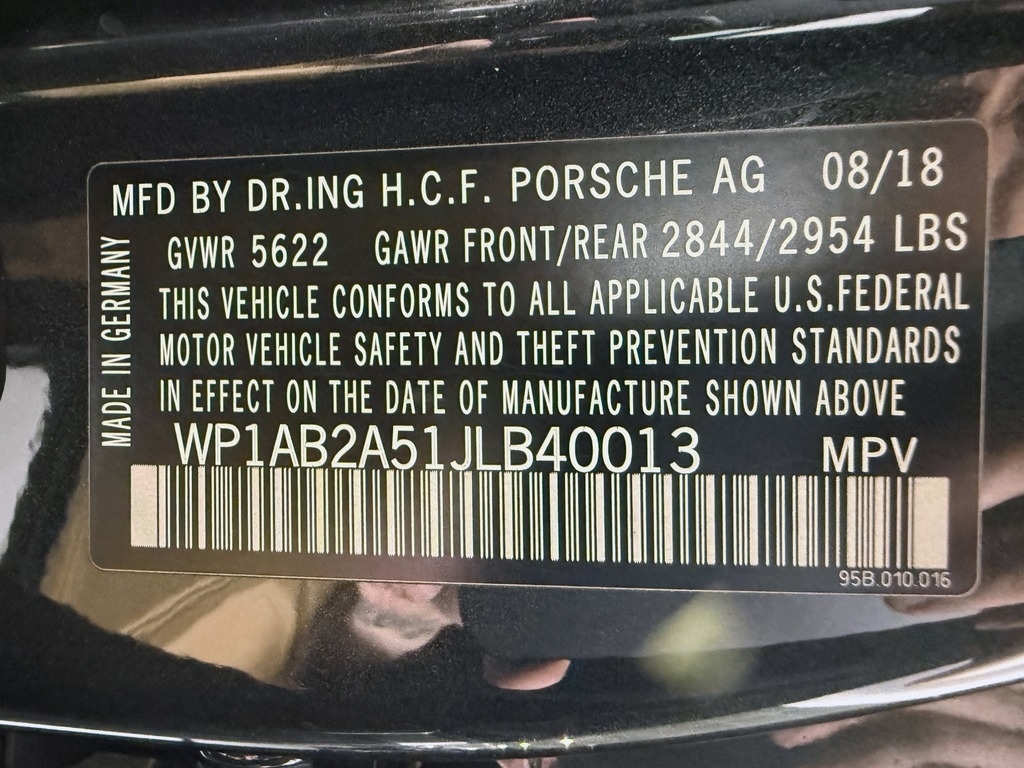 MFD BY DR.ING H.C.F. PORSCHE AG 08/18
GVWR 5622 GAWR FRONT/REAR 2844/2954 LBS
THIS VEHICLE CONFORMS TO ALL APPLICABLE U.S.FEDERAL
MOTOR VEHICLE SAFETY AND THEFT PREVENTION STANDARDS
IN EFFECT ON THE DATE OF MANUFACTURE SHOWN ABOVE
WP1AB2A51JLB40013 MPV
95B.010.016
MADE IN GERMANY